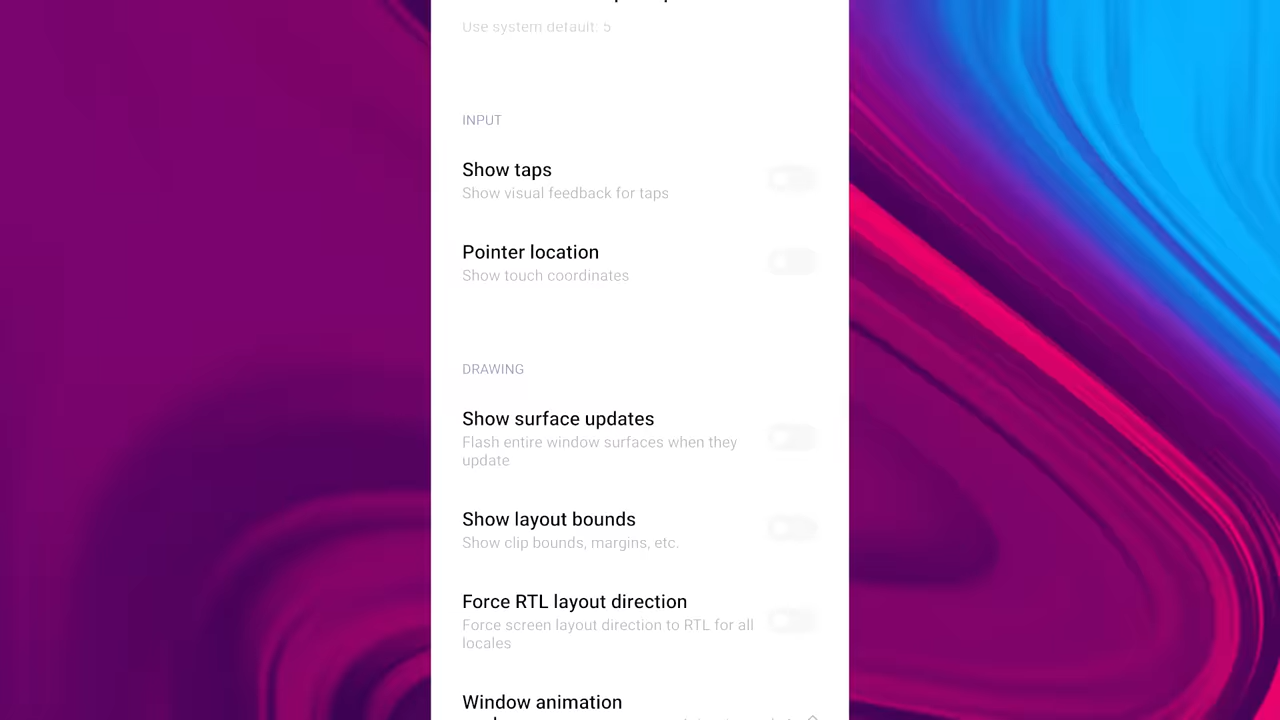 Use system default: 5
INPUT
Show taps
Show visual feedback for taps
Pointer location
Show touch coordinates
DRAWING
Show surface updates
Flash entire window surfaces when they
update
Show layout bounds
Show clip bounds, margins, etc.
Force RTL layout direction
Force screen layout direction to RTL for all
locales
Window animation